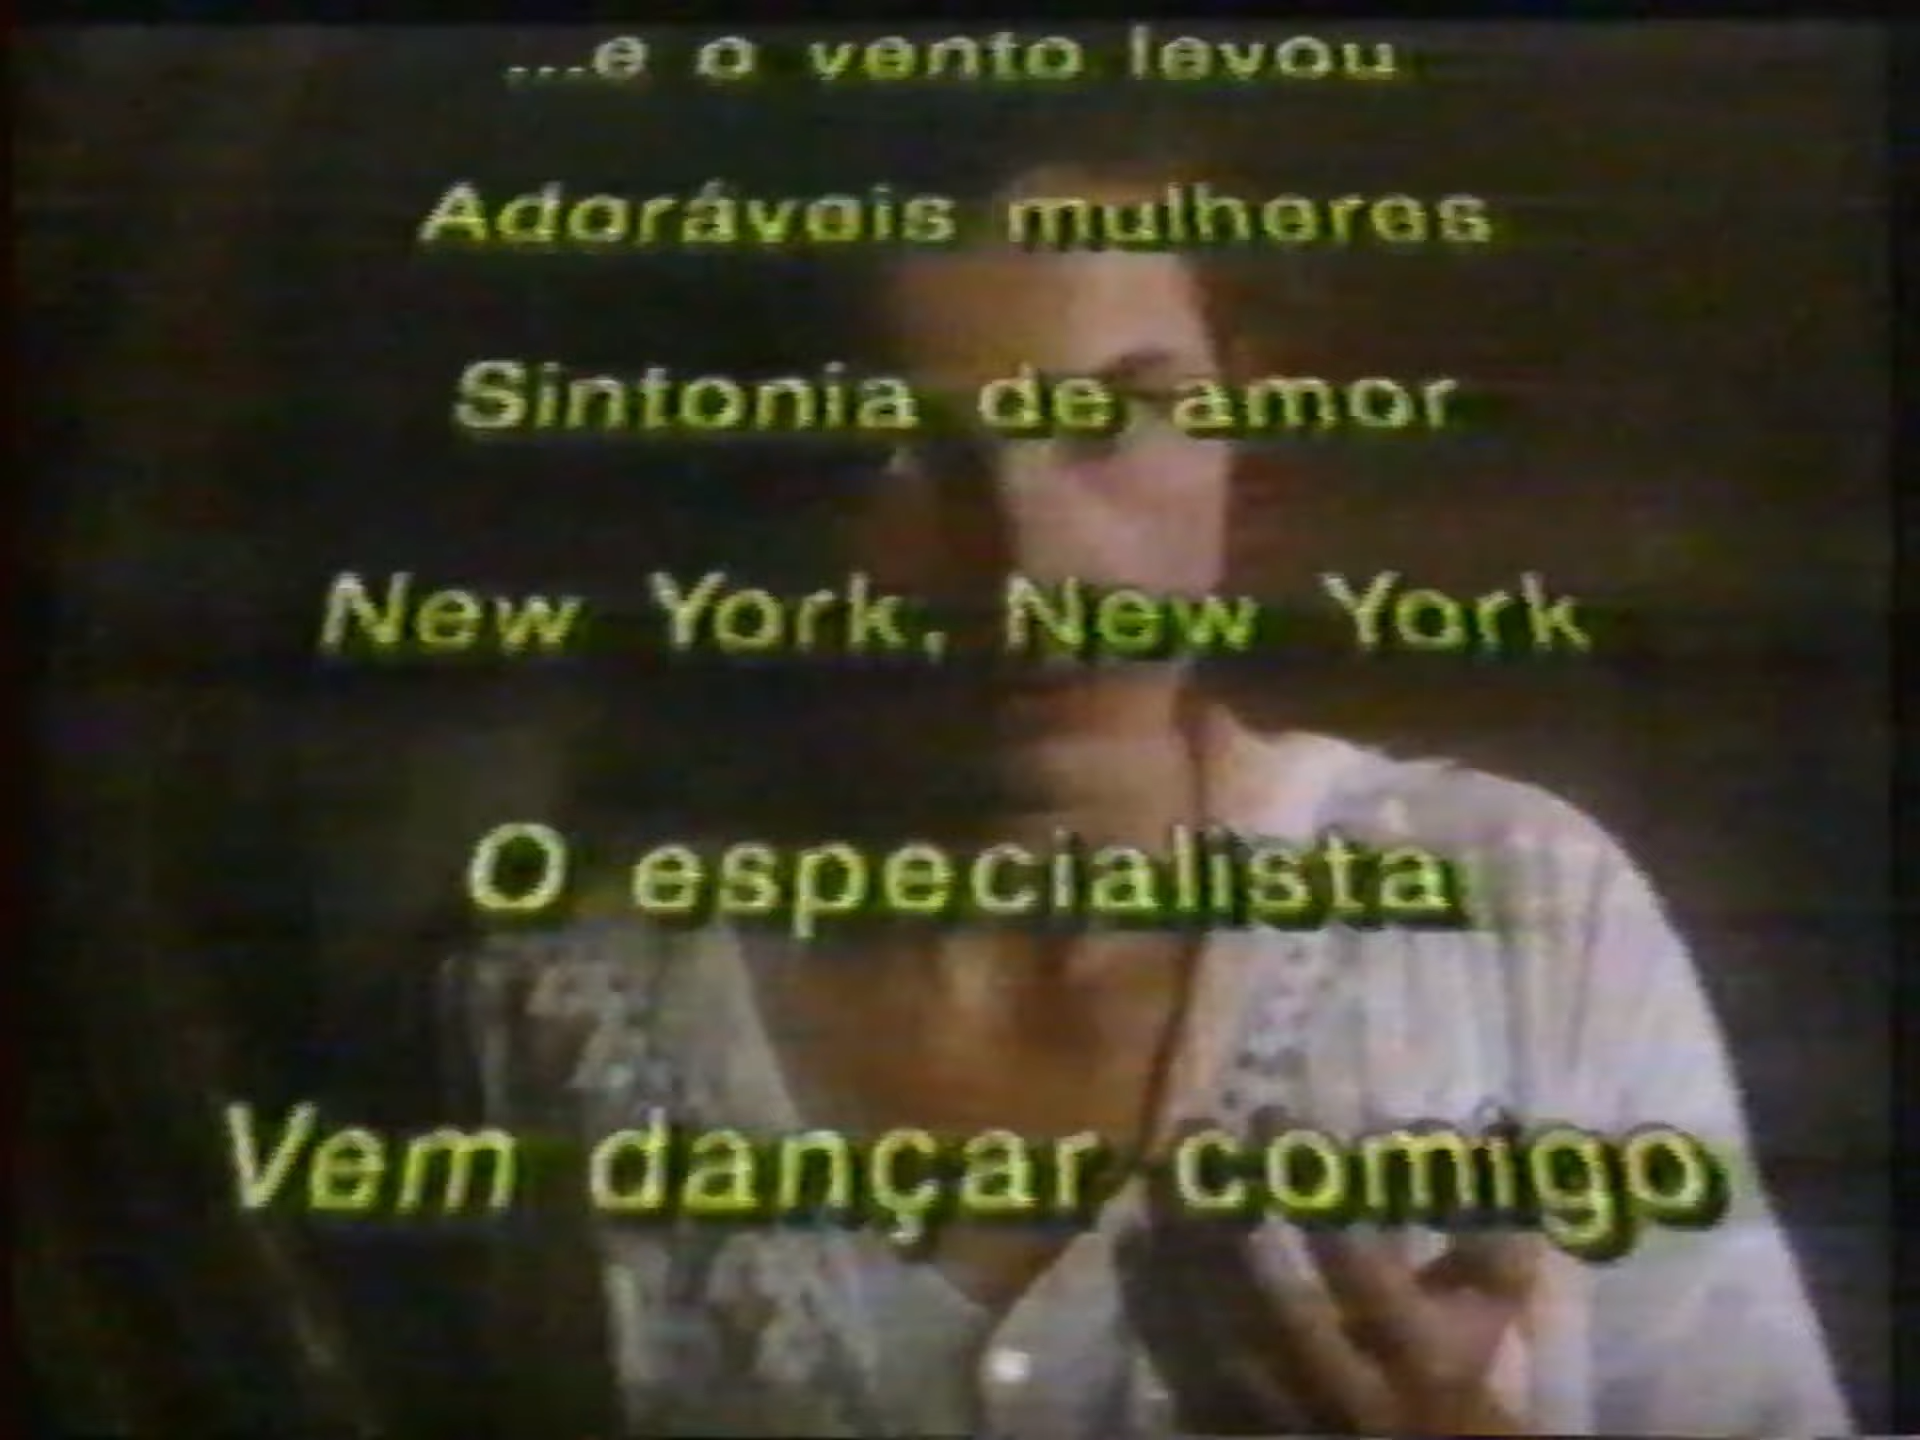 ...e o vento levou
Adoráveis mulheres
Sintonia de amor
New York, New York
O especialista
Vem dançar comigo